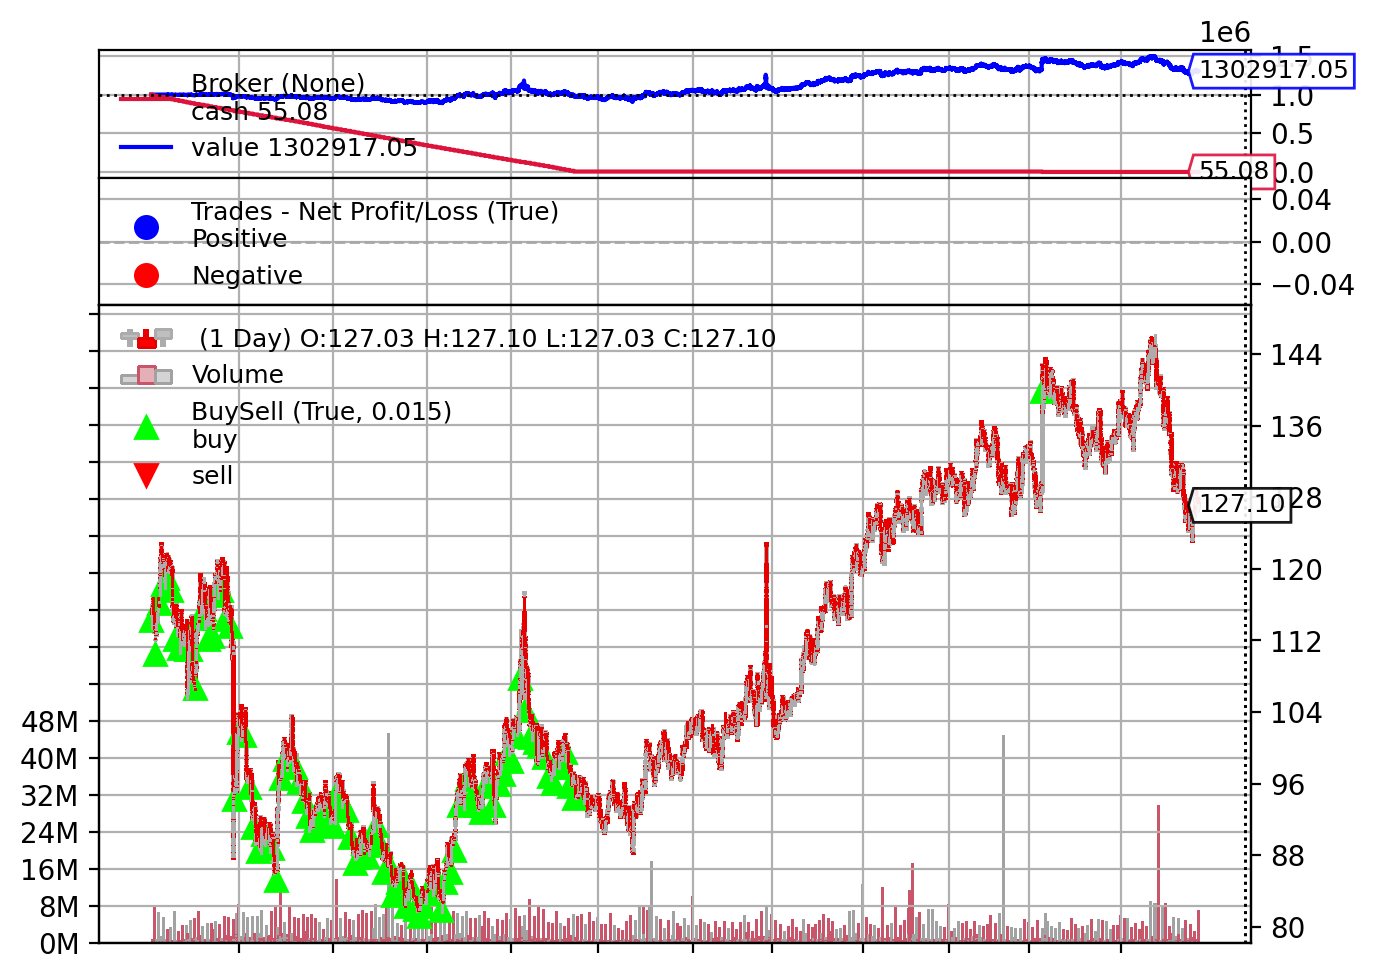 1e6
1.5
Broker (None)
1302917.05
cash 55.08
1.0
value 1302917.05
0.5
55.08
0.0
Trades - Net Profit/Loss (True)
0.04
Positive
0.00
Negative
−0.04
(1 Day) O:127.03 H:127.10 L:127.03 C:127.10
144
Volume
BuySell (True, 0.015)
136
buy
sell
127.10
128
120
112
104
48M
40M
96
32M
24M
88
16M
8M
80
0M